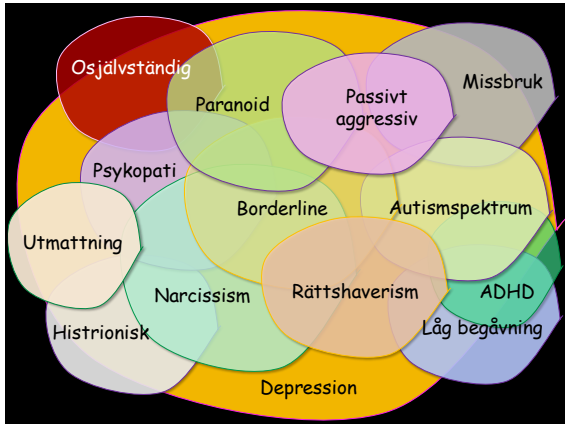 Osjälvständig
Missbruk
Paranoid
Passivt
aggressiv
Psykopati
Borderline
Autismspektrum
Utmattning
Narcissism
Rättshaverism
ADHD
Histrionisk
Låg begåvning
Depression